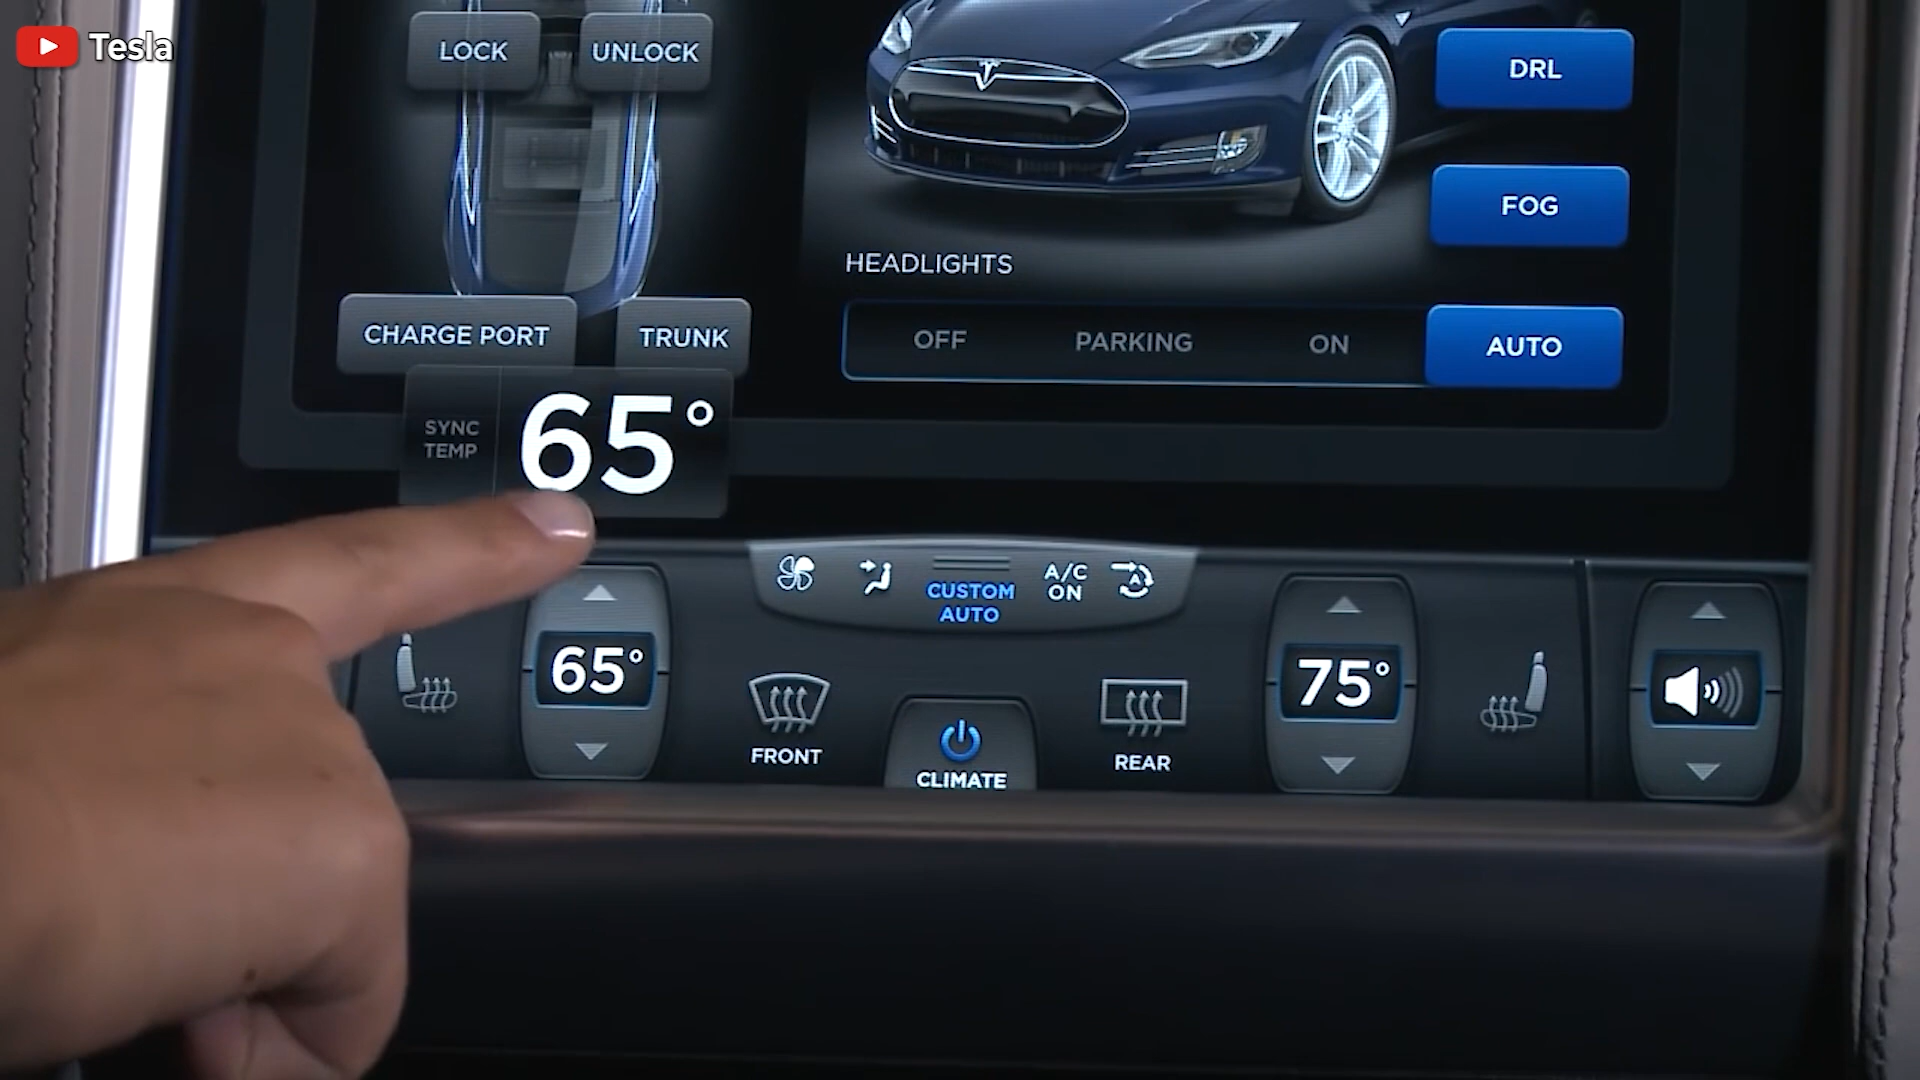 Tesla
LOCK
UNLOCK
DRL
FOG
HEADLIGHTS
CHARGE PORT
TRUNK
OFF
PARKING
ON
AUTO
SYNC
TEMP
65°
CUSTOM
AUTO
A/C
ON
A
65°
75°
FRONT
REAR
CLIMATE